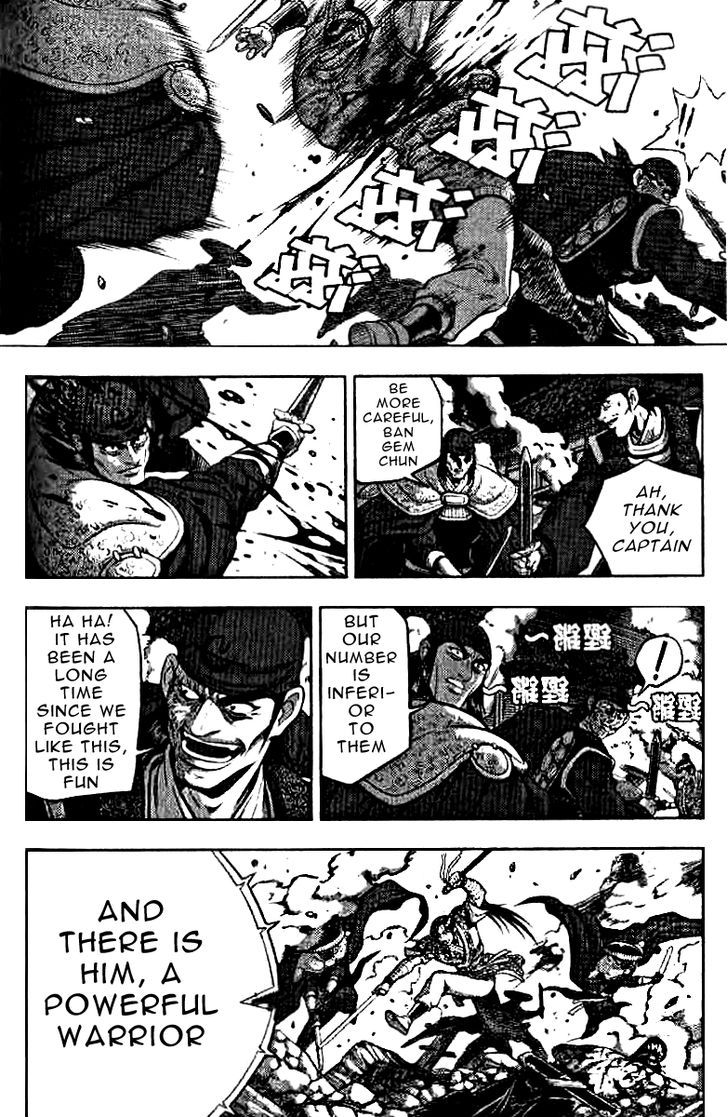 BE
MORE
CAREFUL,
BAN
GEM
CHUN
AH,
THANK
YOU,
CAPTAIN
HA HA!
IT HAS
BEEN A
LONG
TIME
SINCE WE
FOUGHT
LIKE THIS,
THIS IS
FUN
BUT
OUR
NUMBER
IS
INFERI-
OR
TO
THEM
!
AND
THERE IS
HIM, A
POWERFUL
WARRIOR